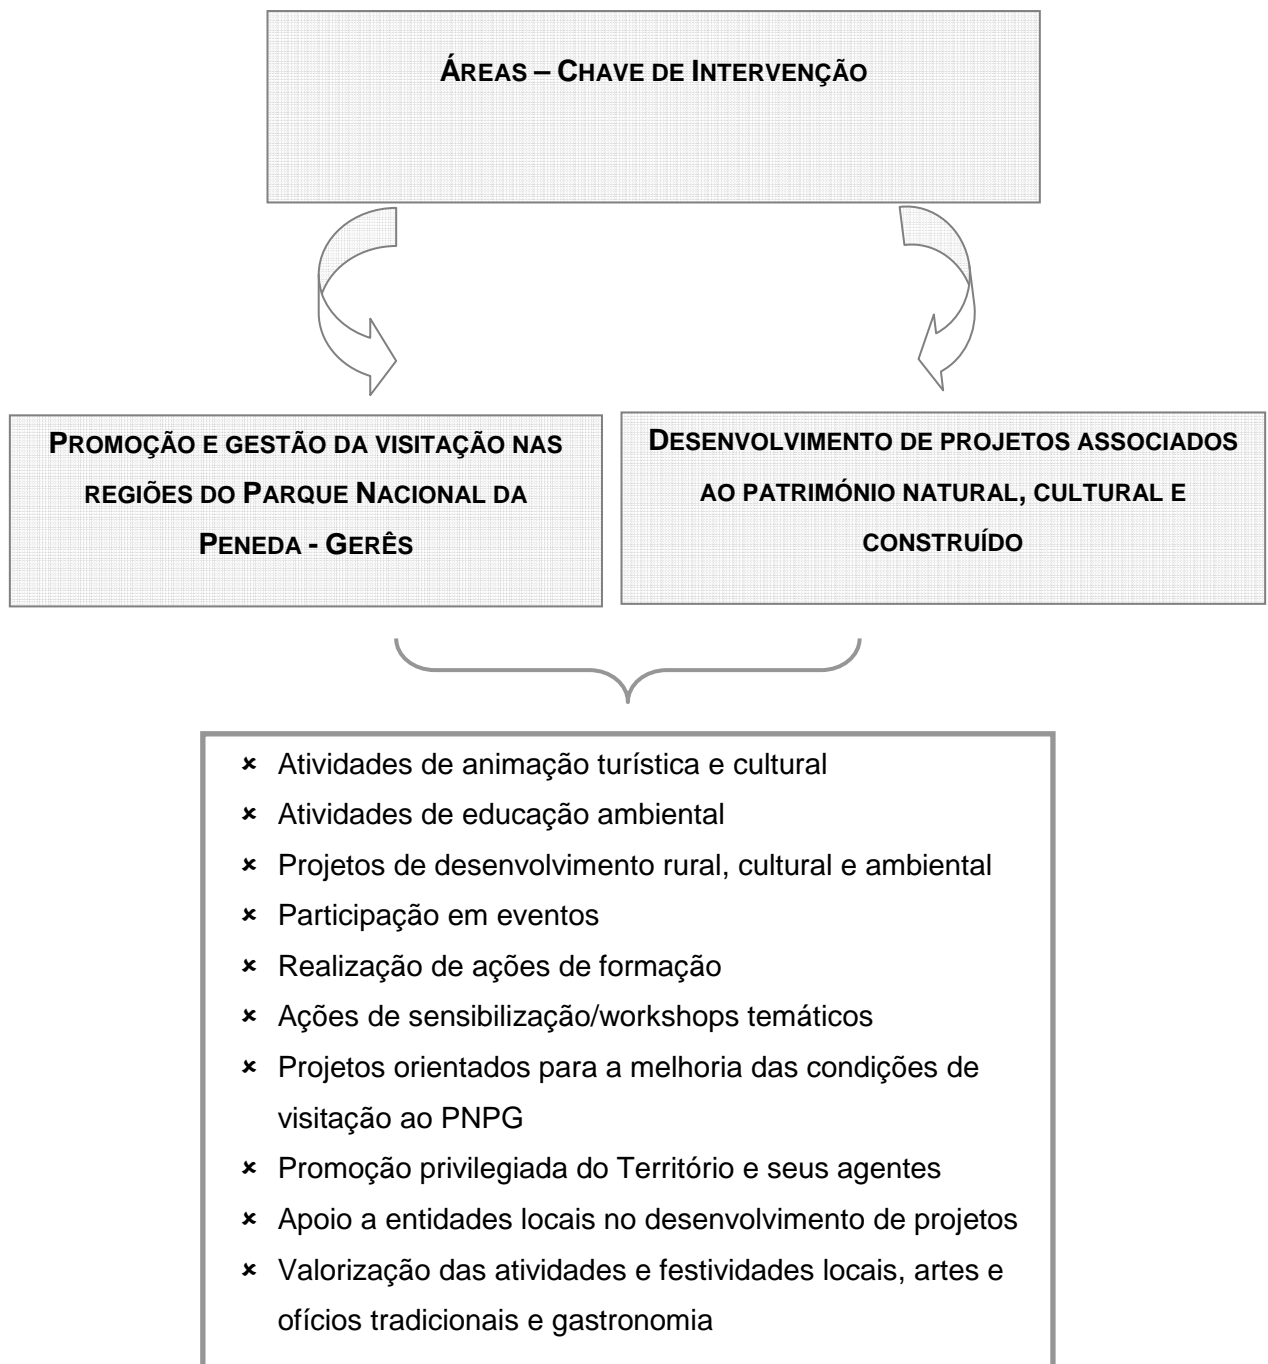 ÁREAS – CHAVE DE INTERVENÇÃO
PROMOÇÃO E GESTÃO DA VISITAÇÃO NAS
REGIÕES DO PARQUE NACIONAL DA
PENEDA - GERÊS
DESENVOLVIMENTO DE PROJETOS ASSOCIADOS
AO PATRIMÓNIO NATURAL, CULTURAL E
CONSTRUÍDO
× Atividades de animação turística e cultural
× Atividades de educação ambiental
× Projetos de desenvolvimento rural, cultural e ambiental
× Participação em eventos
× Realização de ações de formação
× Ações de sensibilização/workshops temáticos
× Projetos orientados para a melhoria das condições de
visitação ao PNPG
× Promoção privilegiada do Território e seus agentes
× Apoio a entidades locais no desenvolvimento de projetos
× Valorização das atividades e festividades locais, artes e
ofícios tradicionais e gastronomia